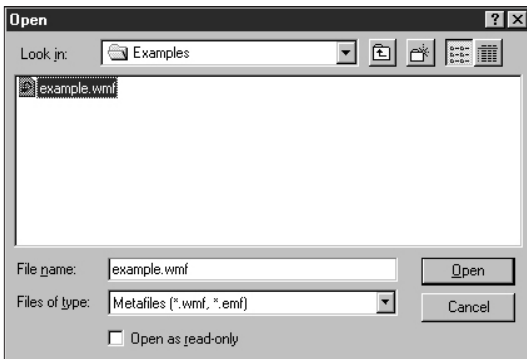 Open
Look in: Examples
example.wmf
File name: example.wmf Open
Files of type: Metafiles (*.wmf, *.emf) Cancel
Open as read-only